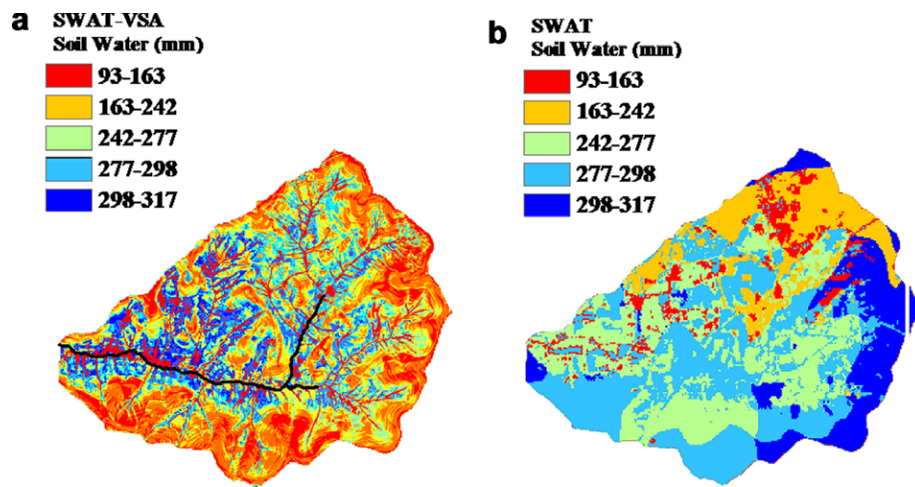 a
SWAT-VSA
Soil Water (mm)
93-163
163-242
242-277
277-298
298-317
b
SWAT
Soil Water (mm)
93-163
163-242
242-277
277-298
298-317